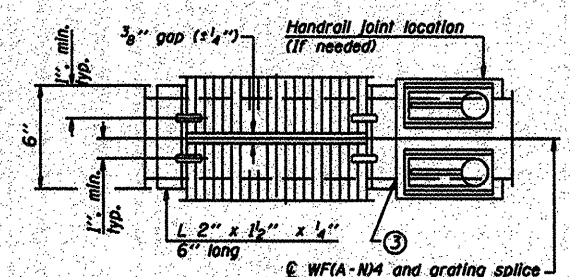 3/8" gap (±1/4")
Handrail joint location
(If needed)
1". min.
typ.
6"
1". min.
typ.
L 2" x 1 1/2" x 1/4"
6" long
3
℄ WF(A-N)4 and grating splice